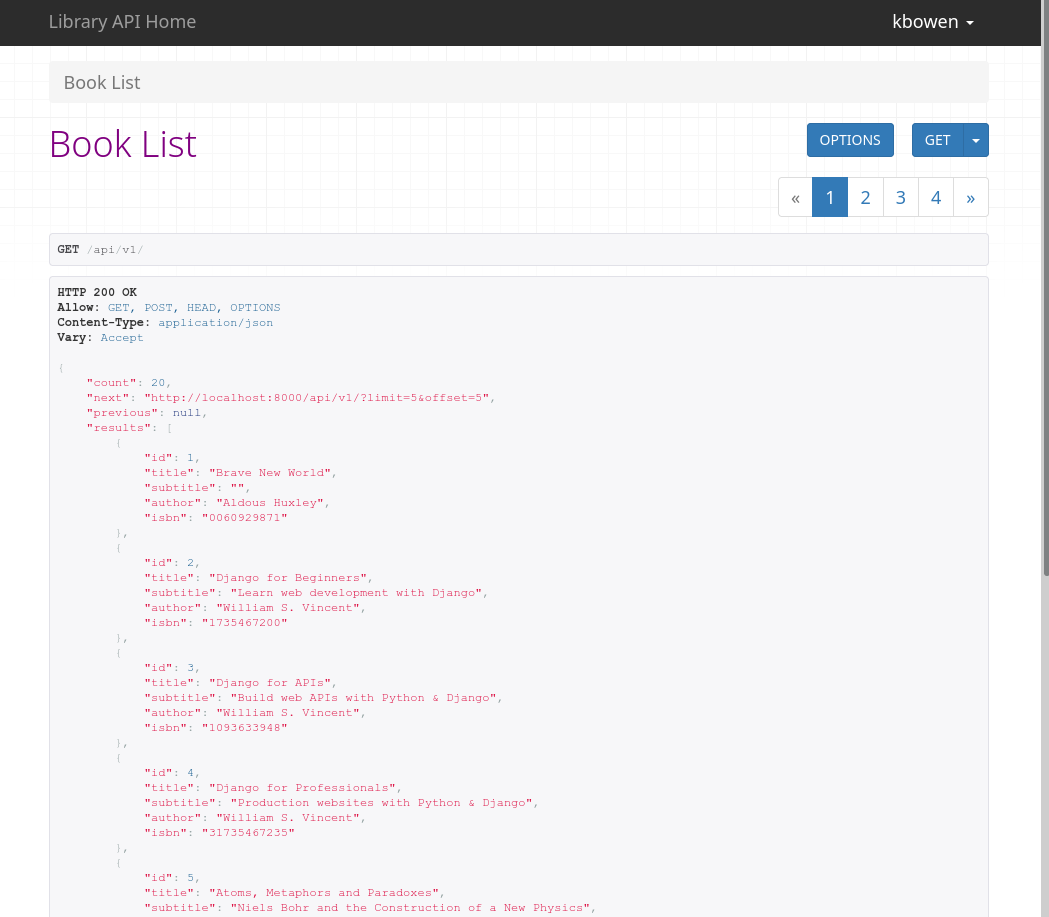 Library API Home
kbowen
Book List
Book List
OPTIONS
GET
« 1 2 3 4 »
GET /api/v1/
HTTP 200 OK
Allow: GET, POST, HEAD, OPTIONS
Content-Type: application/json
Vary: Accept
{
"count": 20,
"next": "http://localhost:8000/api/v1/?limit=5&offset=5",
"previous": null,
"results": [
{
"id": 1,
"title": "Brave New World",
"subtitle": "",
"author": "Aldous Huxley",
"isbn": "0060929871"
},
{
"id": 2,
"title": "Django for Beginners",
"subtitle": "Learn web development with Django",
"author": "William S. Vincent",
"isbn": "1735467200"
},
{
"id": 3,
"title": "Django for APIs",
"subtitle": "Build web APIs with Python & Django",
"author": "William S. Vincent",
"isbn": "1093633948"
},
{
"id": 4,
"title": "Django for Professionals",
"subtitle": "Production websites with Python & Django",
"author": "William S. Vincent",
"isbn": "31735467235"
},
{
"id": 5,
"title": "Atoms, Metaphors and Paradoxes",
"subtitle": "Niels Bohr and the Construction of a New Physics",